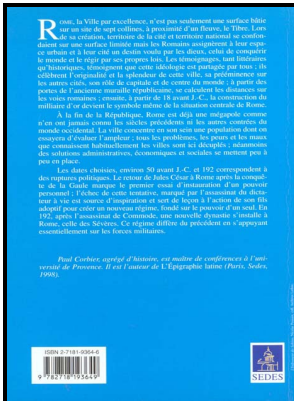 ROME, la Ville par excellence, n'est pas seulement une surface bâtie
sur un site de sept collines, à proximité d'un fleuve, le Tibre. Lors
de sa création, territoire de la cité et territoire national se confon-
daient sur une surface limitée mais les Romains assignèrent à leur espa-
ce urbain et à leur cité un destin voulu par les dieux, celui de conquérir
le monde et le régir par ses propres lois. Les témoignages, tant littéraires
qu'historiques, témoignent que cette idéologie est partagée par tous ; ils
célèbrent l'originalité et la splendeur de cette ville, sa prééminence sur
les autres cités, son rôle de capitale et de centre du monde ; à partir des
portes de l'ancienne muraille républicaine, se calculent les distances sur
les voies romaines ; ensuite, à partir de 18 avant J.-C., la construction du
milliaire d'or devient le symbole même de la situation centrale de Rome.
À la fin de la République, Rome est déjà une mégapole comme
n'en ont jamais connu les siècles précédents ni les autres contrées du
monde occidental. La ville concentre en son sein une population dont on
essayera d'évaluer l'ampleur ; tous les problèmes, les peurs et les maux
que connaissent habituellement les villes sont ici décuplés ; néanmoins
des solutions administratives, économiques et sociales se mettent peu à
peu en place.
Les dates choisies, environ 50 avant J.-C. et 192 correspondent à
des ruptures politiques. Le retour de Jules César à Rome après la conquê-
te de la Gaule marque le premier essai d'instauration d'un pouvoir
personnel ; l'échec de cette tentative, marqué par l'assassinat du dicta-
teur à vie est source d'inspiration et sert de leçon à l'action de son fils
adoptif pour créer un nouveau régime, fondé sur le pouvoir d'un seul. En
192, après l'assassinat de Commode, une nouvelle dynastie s'installe à
Rome, celle des Sévères. Ce régime diffère du précédent en s'appuyant
essentiellement sur les forces militaires.
Paul Corbier, agrégé d'histoire, est maître de conférences à l'uni-
versité de Provence. Il est l'auteur de L'Épigraphie latine (Paris, Sedes,
1998).
ISBN 2-7181-9364-6
9 782718 193649
SEDES